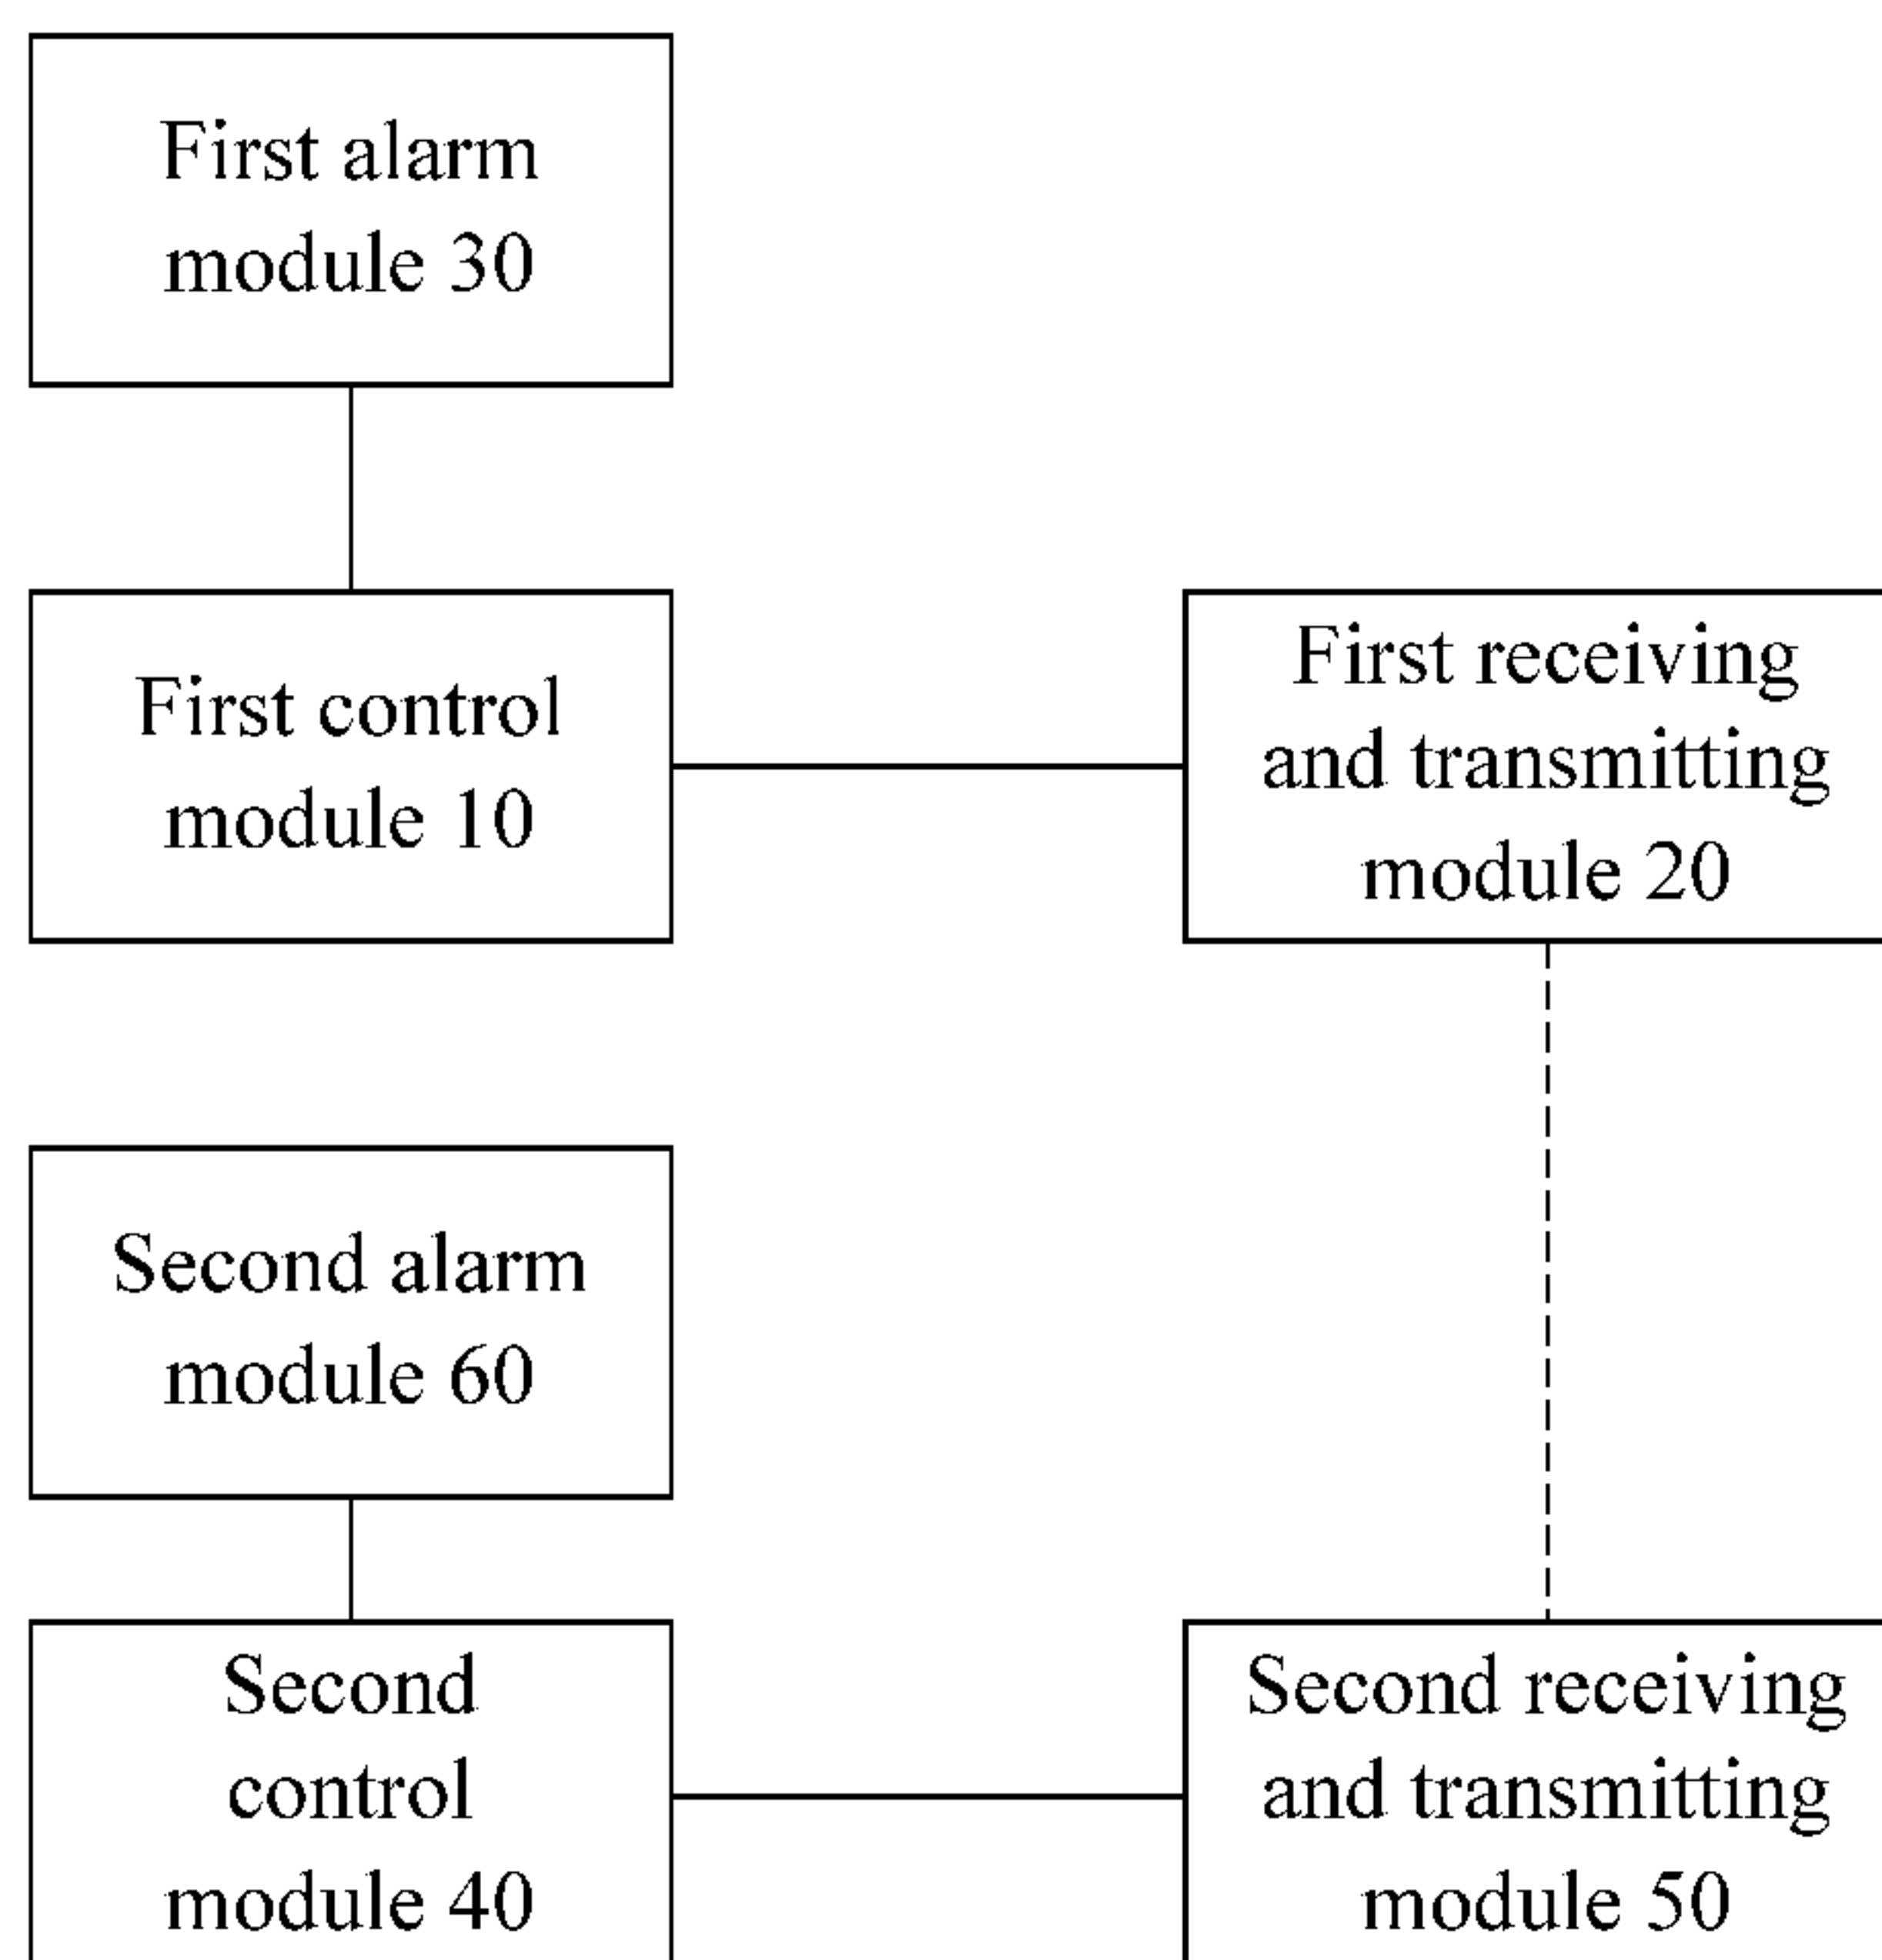 First alarm
module 30
First control
module 10
First receiving
and transmitting
module 20
Second alarm
module 60
Second
control
module 40
Second receiving
and transmitting
module 50